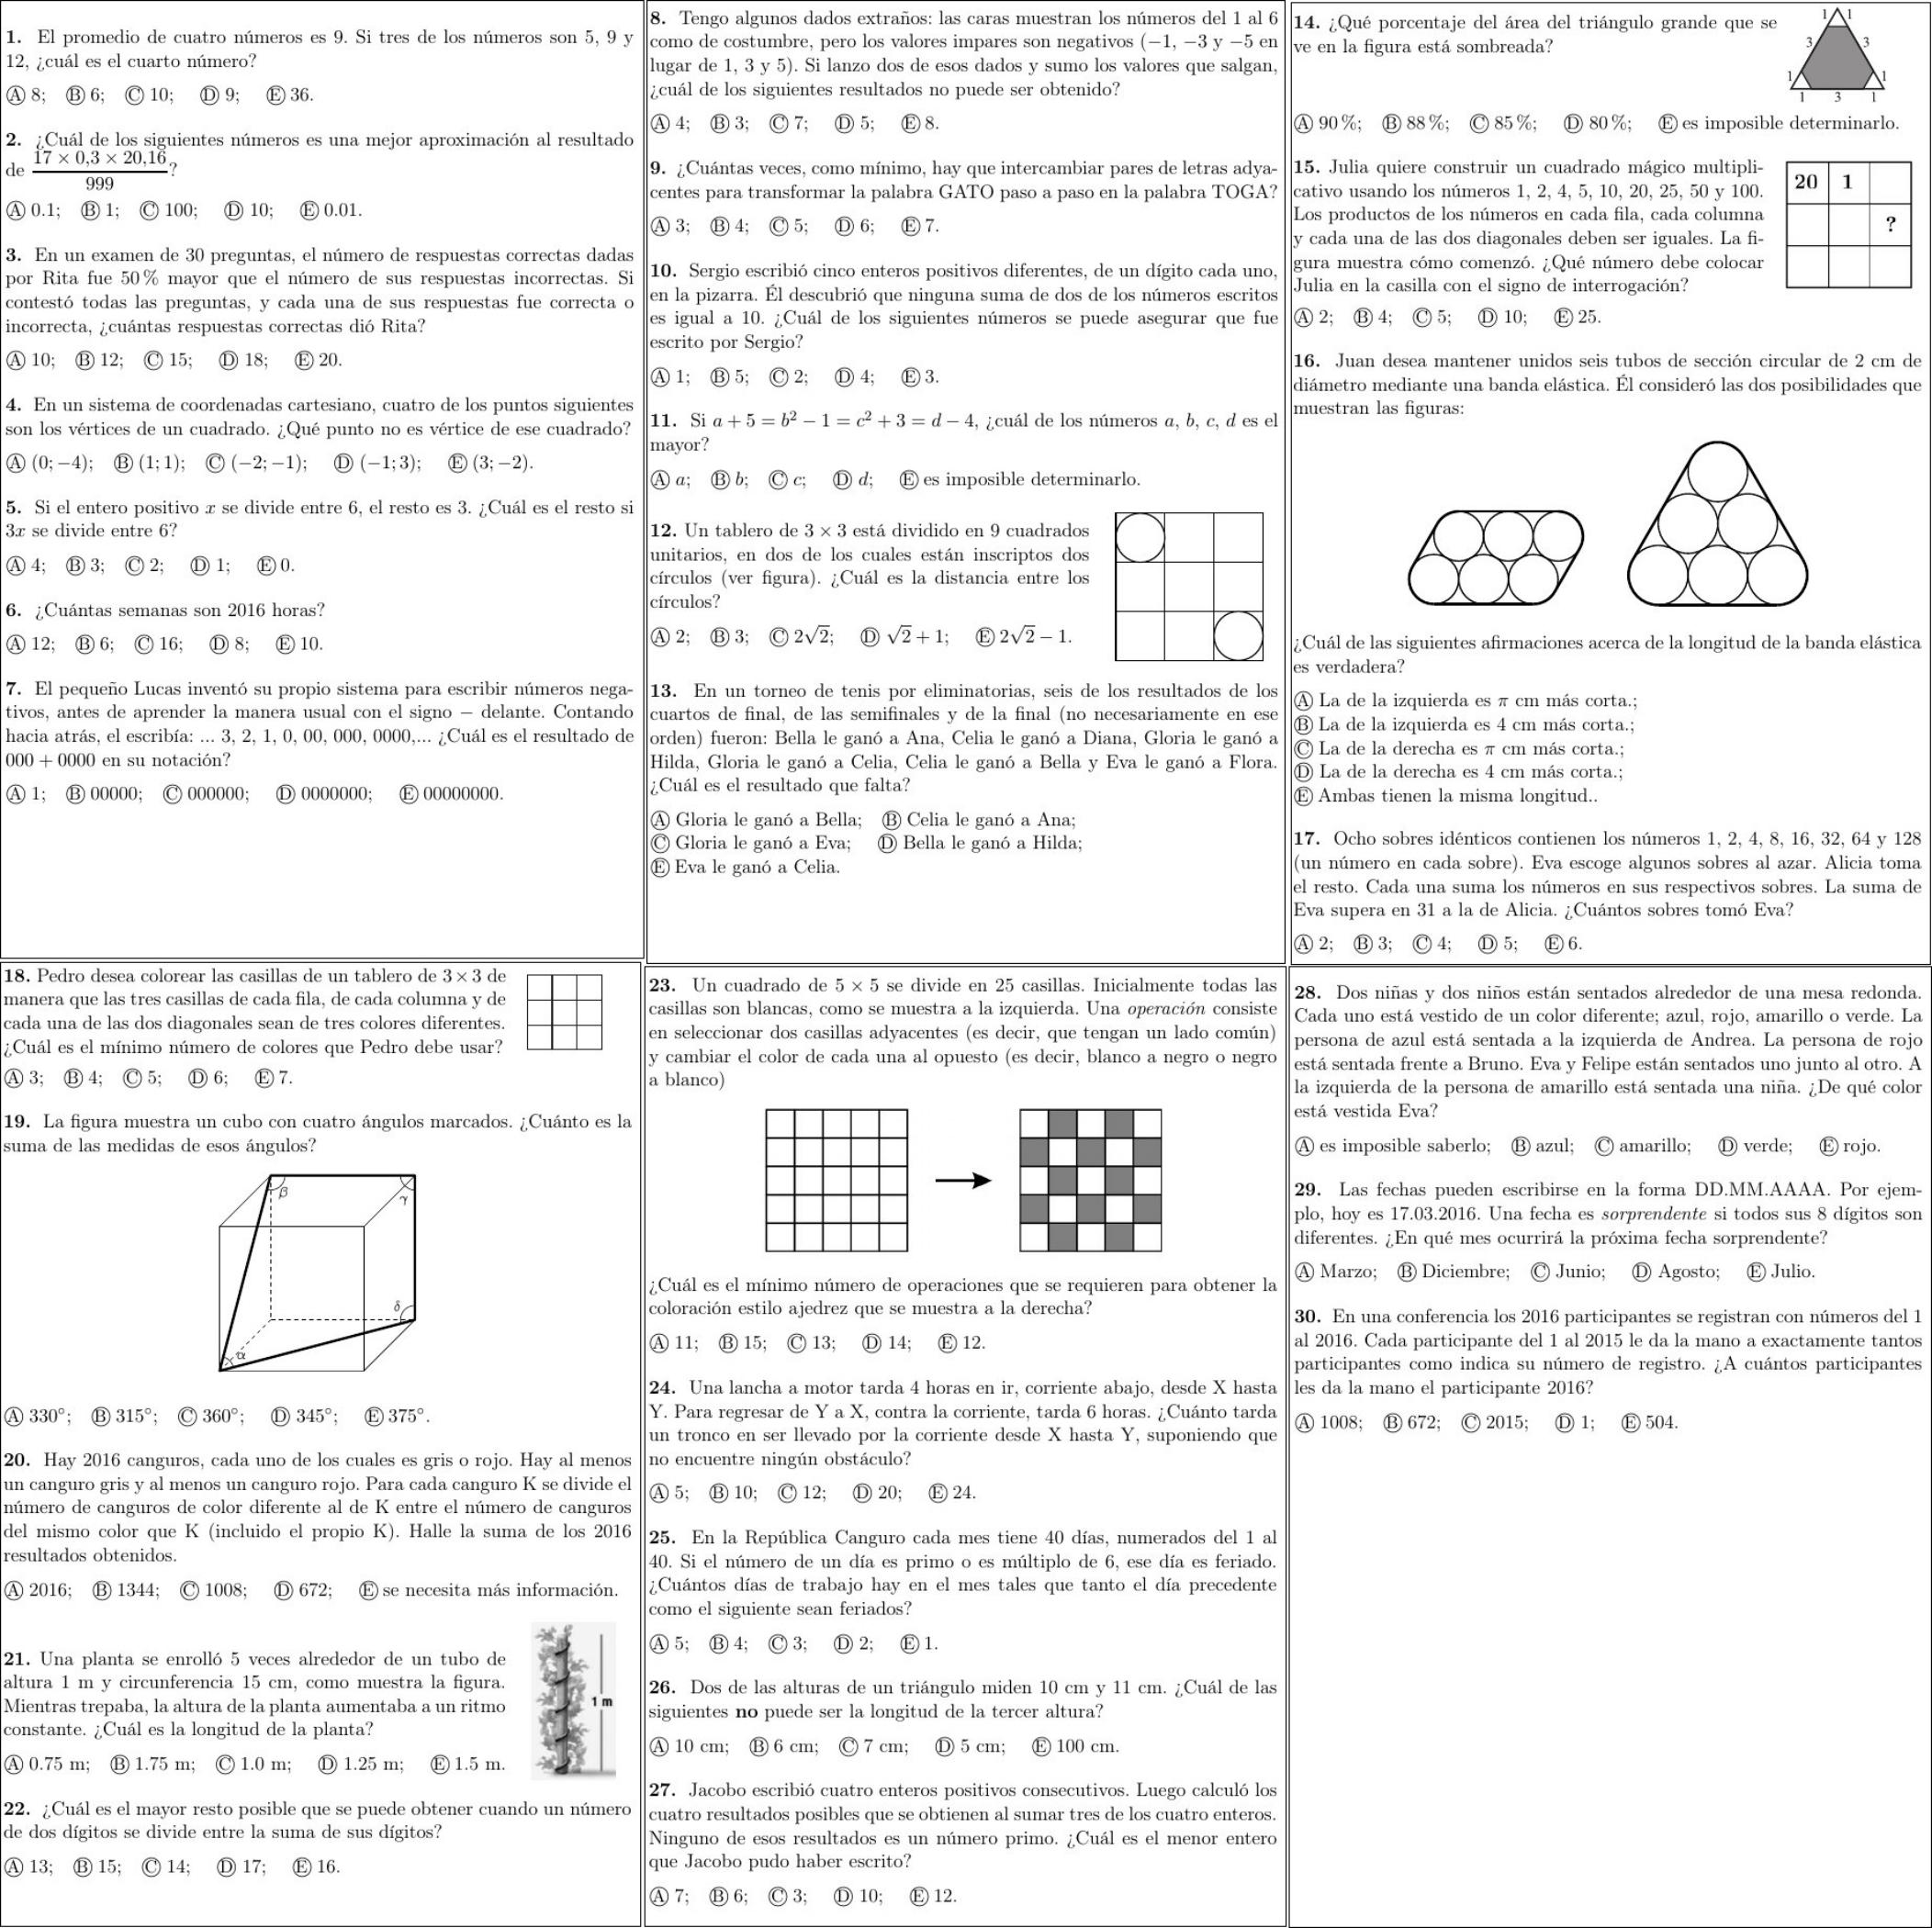 1. El promedio de cuatro números es 9. Si tres de los números son 5, 9 y
12, ¿cuál es el cuarto número?
Ⓐ 8; Ⓑ 6; Ⓒ 10; Ⓓ 9; Ⓔ 36.
2. ¿Cuál de los siguientes números es una mejor aproximación al resultado
de 17 × 0,3 × 20,16 / 999?
Ⓐ 0.1; Ⓑ 1; Ⓒ 100; Ⓓ 10; Ⓔ 0.01.
3. En un examen de 30 preguntas, el número de respuestas correctas dadas
por Rita fue 50 % mayor que el número de sus respuestas incorrectas. Si
contestó todas las preguntas, y cada una de sus respuestas fue correcta o
incorrecta, ¿cuántas respuestas correctas dió Rita?
Ⓐ 10; Ⓑ 12; Ⓒ 15; Ⓓ 18; Ⓔ 20.
4. En un sistema de coordenadas cartesiano, cuatro de los puntos siguientes
son los vértices de un cuadrado. ¿Qué punto no es vértice de ese cuadrado?
Ⓐ (0; −4); Ⓑ (1; 1); Ⓒ (−2; −1); Ⓓ (−1; 3); Ⓔ (3; −2).
5. Si el entero positivo x se divide entre 6, el resto es 3. ¿Cuál es el resto si
3x se divide entre 6?
Ⓐ 4; Ⓑ 3; Ⓒ 2; Ⓓ 1; Ⓔ 0.
6. ¿Cuántas semanas son 2016 horas?
Ⓐ 12; Ⓑ 6; Ⓒ 16; Ⓓ 8; Ⓔ 10.
7. El pequeño Lucas inventó su propio sistema para escribir números nega-
tivos, antes de aprender la manera usual con el signo − delante. Contando
hacia atrás, el escribía: ... 3, 2, 1, 0, 00, 000, 0000,... ¿Cuál es el resultado de
000 + 0000 en su notación?
Ⓐ 1; Ⓑ 00000; Ⓒ 000000; Ⓓ 0000000; Ⓔ 00000000.
8. Tengo algunos dados extraños: las caras muestran los números del 1 al 6
como de costumbre, pero los valores impares son negativos (−1, −3 y −5 en
lugar de 1, 3 y 5). Si lanzo dos de esos dados y sumo los valores que salgan,
¿cuál de los siguientes resultados no puede ser obtenido?
Ⓐ 4; Ⓑ 3; Ⓒ 7; Ⓓ 5; Ⓔ 8.
9. ¿Cuántas veces, como mínimo, hay que intercambiar pares de letras adya-
centes para transformar la palabra GATO paso a paso en la palabra TOGA?
Ⓐ 3; Ⓑ 4; Ⓒ 5; Ⓓ 6; Ⓔ 7.
10. Sergio escribió cinco enteros positivos diferentes, de un dígito cada uno,
en la pizarra. Él descubrió que ninguna suma de dos de los números escritos
es igual a 10. ¿Cuál de los siguientes números se puede asegurar que fue
escrito por Sergio?
Ⓐ 1; Ⓑ 5; Ⓒ 2; Ⓓ 4; Ⓔ 3.
11. Si a + 5 = b² − 1 = c² + 3 = d − 4, ¿cuál de los números a, b, c, d es el
mayor?
Ⓐ a; Ⓑ b; Ⓒ c; Ⓓ d; Ⓔ es imposible determinarlo.
12. Un tablero de 3 × 3 está dividido en 9 cuadrados
unitarios, en dos de los cuales están inscriptos dos
círculos (ver figura). ¿Cuál es la distancia entre los
círculos?
Ⓐ 2; Ⓑ 3; Ⓒ 2√2; Ⓓ √2 + 1; Ⓔ 2√2 − 1.
13. En un torneo de tenis por eliminatorias, seis de los resultados de los
cuartos de final, de las semifinales y de la final (no necesariamente en ese
orden) fueron: Bella le ganó a Ana, Celia le ganó a Diana, Gloria le ganó a
Hilda, Gloria le ganó a Celia, Celia le ganó a Bella y Eva le ganó a Flora.
¿Cuál es el resultado que falta?
Ⓐ Gloria le ganó a Bella; Ⓑ Celia le ganó a Ana;
Ⓒ Gloria le ganó a Eva; Ⓓ Bella le ganó a Hilda;
Ⓔ Eva le ganó a Celia.
14. ¿Qué porcentaje del área del triángulo grande que se
ve en la figura está sombreada?
1 1
3 3
1 1
1 3 1
Ⓐ 90 %; Ⓑ 88 %; Ⓒ 85 %; Ⓓ 80 %; Ⓔ es imposible determinarlo.
15. Julia quiere construir un cuadrado mágico multipli-
cativo usando los números 1, 2, 4, 5, 10, 20, 25, 50 y 100.
Los productos de los números en cada fila, cada columna
y cada una de las dos diagonales deben ser iguales. La fi-
gura muestra cómo comenzó. ¿Qué número debe colocar
Julia en la casilla con el signo de interrogación?
20 1
?
Ⓐ 2; Ⓑ 4; Ⓒ 5; Ⓓ 10; Ⓔ 25.
16. Juan desea mantener unidos seis tubos de sección circular de 2 cm de
diámetro mediante una banda elástica. Él consideró las dos posibilidades que
muestran las figuras:
¿Cuál de las siguientes afirmaciones acerca de la longitud de la banda elástica
es verdadera?
Ⓐ La de la izquierda es π cm más corta.;
Ⓑ La de la izquierda es 4 cm más corta.;
Ⓒ La de la derecha es π cm más corta.;
Ⓓ La de la derecha es 4 cm más corta.;
Ⓔ Ambas tienen la misma longitud..
17. Ocho sobres idénticos contienen los números 1, 2, 4, 8, 16, 32, 64 y 128
(un número en cada sobre). Eva escoge algunos sobres al azar. Alicia toma
el resto. Cada una suma los números en sus respectivos sobres. La suma de
Eva supera en 31 a la de Alicia. ¿Cuántos sobres tomó Eva?
Ⓐ 2; Ⓑ 3; Ⓒ 4; Ⓓ 5; Ⓔ 6.
18. Pedro desea colorear las casillas de un tablero de 3 × 3 de
manera que las tres casillas de cada fila, de cada columna y de
cada una de las dos diagonales sean de tres colores diferentes.
¿Cuál es el mínimo número de colores que Pedro debe usar?
Ⓐ 3; Ⓑ 4; Ⓒ 5; Ⓓ 6; Ⓔ 7.
19. La figura muestra un cubo con cuatro ángulos marcados. ¿Cuánto es la
suma de las medidas de esos ángulos?
β
γ
δ
α
Ⓐ 330°; Ⓑ 315°; Ⓒ 360°; Ⓓ 345°; Ⓔ 375°.
20. Hay 2016 canguros, cada uno de los cuales es gris o rojo. Hay al menos
un canguro gris y al menos un canguro rojo. Para cada canguro K se divide el
número de canguros de color diferente al de K entre el número de canguros
del mismo color que K (incluido el propio K). Halle la suma de los 2016
resultados obtenidos.
Ⓐ 2016; Ⓑ 1344; Ⓒ 1008; Ⓓ 672; Ⓔ se necesita más información.
21. Una planta se enrolló 5 veces alrededor de un tubo de
altura 1 m y circunferencia 15 cm, como muestra la figura.
Mientras trepaba, la altura de la planta aumentaba a un ritmo
constante. ¿Cuál es la longitud de la planta?
1 m
Ⓐ 0.75 m; Ⓑ 1.75 m; Ⓒ 1.0 m; Ⓓ 1.25 m; Ⓔ 1.5 m.
22. ¿Cuál es el mayor resto posible que se puede obtener cuando un número
de dos dígitos se divide entre la suma de sus dígitos?
Ⓐ 13; Ⓑ 15; Ⓒ 14; Ⓓ 17; Ⓔ 16.
23. Un cuadrado de 5 × 5 se divide en 25 casillas. Inicialmente todas las
casillas son blancas, como se muestra a la izquierda. Una operación consiste
en seleccionar dos casillas adyacentes (es decir, que tengan un lado común)
y cambiar el color de cada una al opuesto (es decir, blanco a negro o negro
a blanco)
¿Cuál es el mínimo número de operaciones que se requieren para obtener la
coloración estilo ajedrez que se muestra a la derecha?
Ⓐ 11; Ⓑ 15; Ⓒ 13; Ⓓ 14; Ⓔ 12.
24. Una lancha a motor tarda 4 horas en ir, corriente abajo, desde X hasta
Y. Para regresar de Y a X, contra la corriente, tarda 6 horas. ¿Cuánto tarda
un tronco en ser llevado por la corriente desde X hasta Y, suponiendo que
no encuentre ningún obstáculo?
Ⓐ 5; Ⓑ 10; Ⓒ 12; Ⓓ 20; Ⓔ 24.
25. En la República Canguro cada mes tiene 40 días, numerados del 1 al
40. Si el número de un día es primo o es múltiplo de 6, ese día es feriado.
¿Cuántos días de trabajo hay en el mes tales que tanto el día precedente
como el siguiente sean feriados?
Ⓐ 5; Ⓑ 4; Ⓒ 3; Ⓓ 2; Ⓔ 1.
26. Dos de las alturas de un triángulo miden 10 cm y 11 cm. ¿Cuál de las
siguientes no puede ser la longitud de la tercer altura?
Ⓐ 10 cm; Ⓑ 6 cm; Ⓒ 7 cm; Ⓓ 5 cm; Ⓔ 100 cm.
27. Jacobo escribió cuatro enteros positivos consecutivos. Luego calculó los
cuatro resultados posibles que se obtienen al sumar tres de los cuatro enteros.
Ninguno de esos resultados es un número primo. ¿Cuál es el menor entero
que Jacobo pudo haber escrito?
Ⓐ 7; Ⓑ 6; Ⓒ 3; Ⓓ 10; Ⓔ 12.
28. Dos niñas y dos niños están sentados alrededor de una mesa redonda.
Cada uno está vestido de un color diferente; azul, rojo, amarillo o verde. La
persona de azul está sentada a la izquierda de Andrea. La persona de rojo
está sentada frente a Bruno. Eva y Felipe están sentados uno junto al otro. A
la izquierda de la persona de amarillo está sentada una niña. ¿De qué color
está vestida Eva?
Ⓐ es imposible saberlo; Ⓑ azul; Ⓒ amarillo; Ⓓ verde; Ⓔ rojo.
29. Las fechas pueden escribirse en la forma DD.MM.AAAA. Por ejem-
plo, hoy es 17.03.2016. Una fecha es sorprendente si todos sus 8 dígitos son
diferentes. ¿En qué mes ocurrirá la próxima fecha sorprendente?
Ⓐ Marzo; Ⓑ Diciembre; Ⓒ Junio; Ⓓ Agosto; Ⓔ Julio.
30. En una conferencia los 2016 participantes se registran con números del 1
al 2016. Cada participante del 1 al 2015 le da la mano a exactamente tantos
participantes como indica su número de registro. ¿A cuántos participantes
les da la mano el participante 2016?
Ⓐ 1008; Ⓑ 672; Ⓒ 2015; Ⓓ 1; Ⓔ 504.